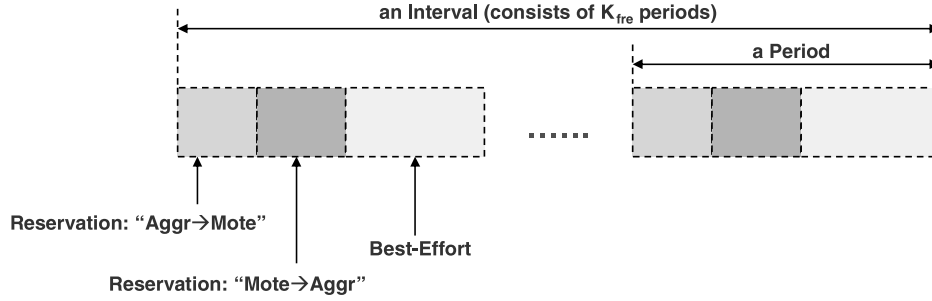 an Interval (consists of K_fre periods)
a Period
......
Reservation: “Aggr→Mote”
Best-Effort
Reservation: “Mote→Aggr”